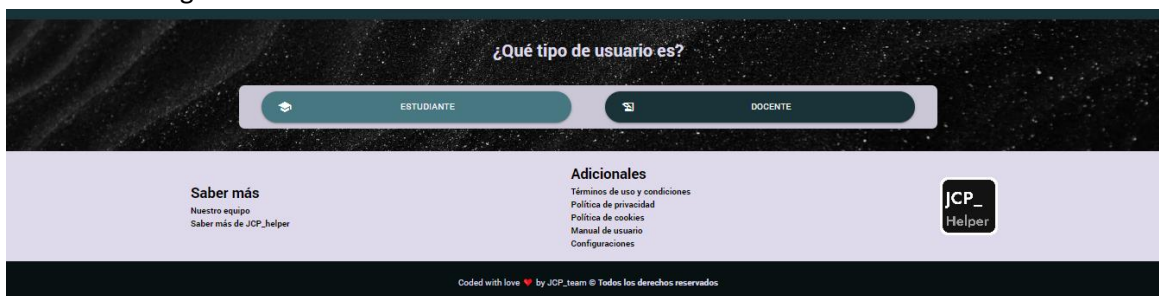 ¿Qué tipo de usuario es?
ESTUDIANTE
DOCENTE
Saber más
Nuestro equipo
Saber más de JCP_helper
Adicionales
Términos de uso y condiciones
Política de privacidad
Política de cookies
Manual de usuario
Configuraciones
JCP_
Helper
Coded with love ❤ by JCP_team © Todos los derechos reservados